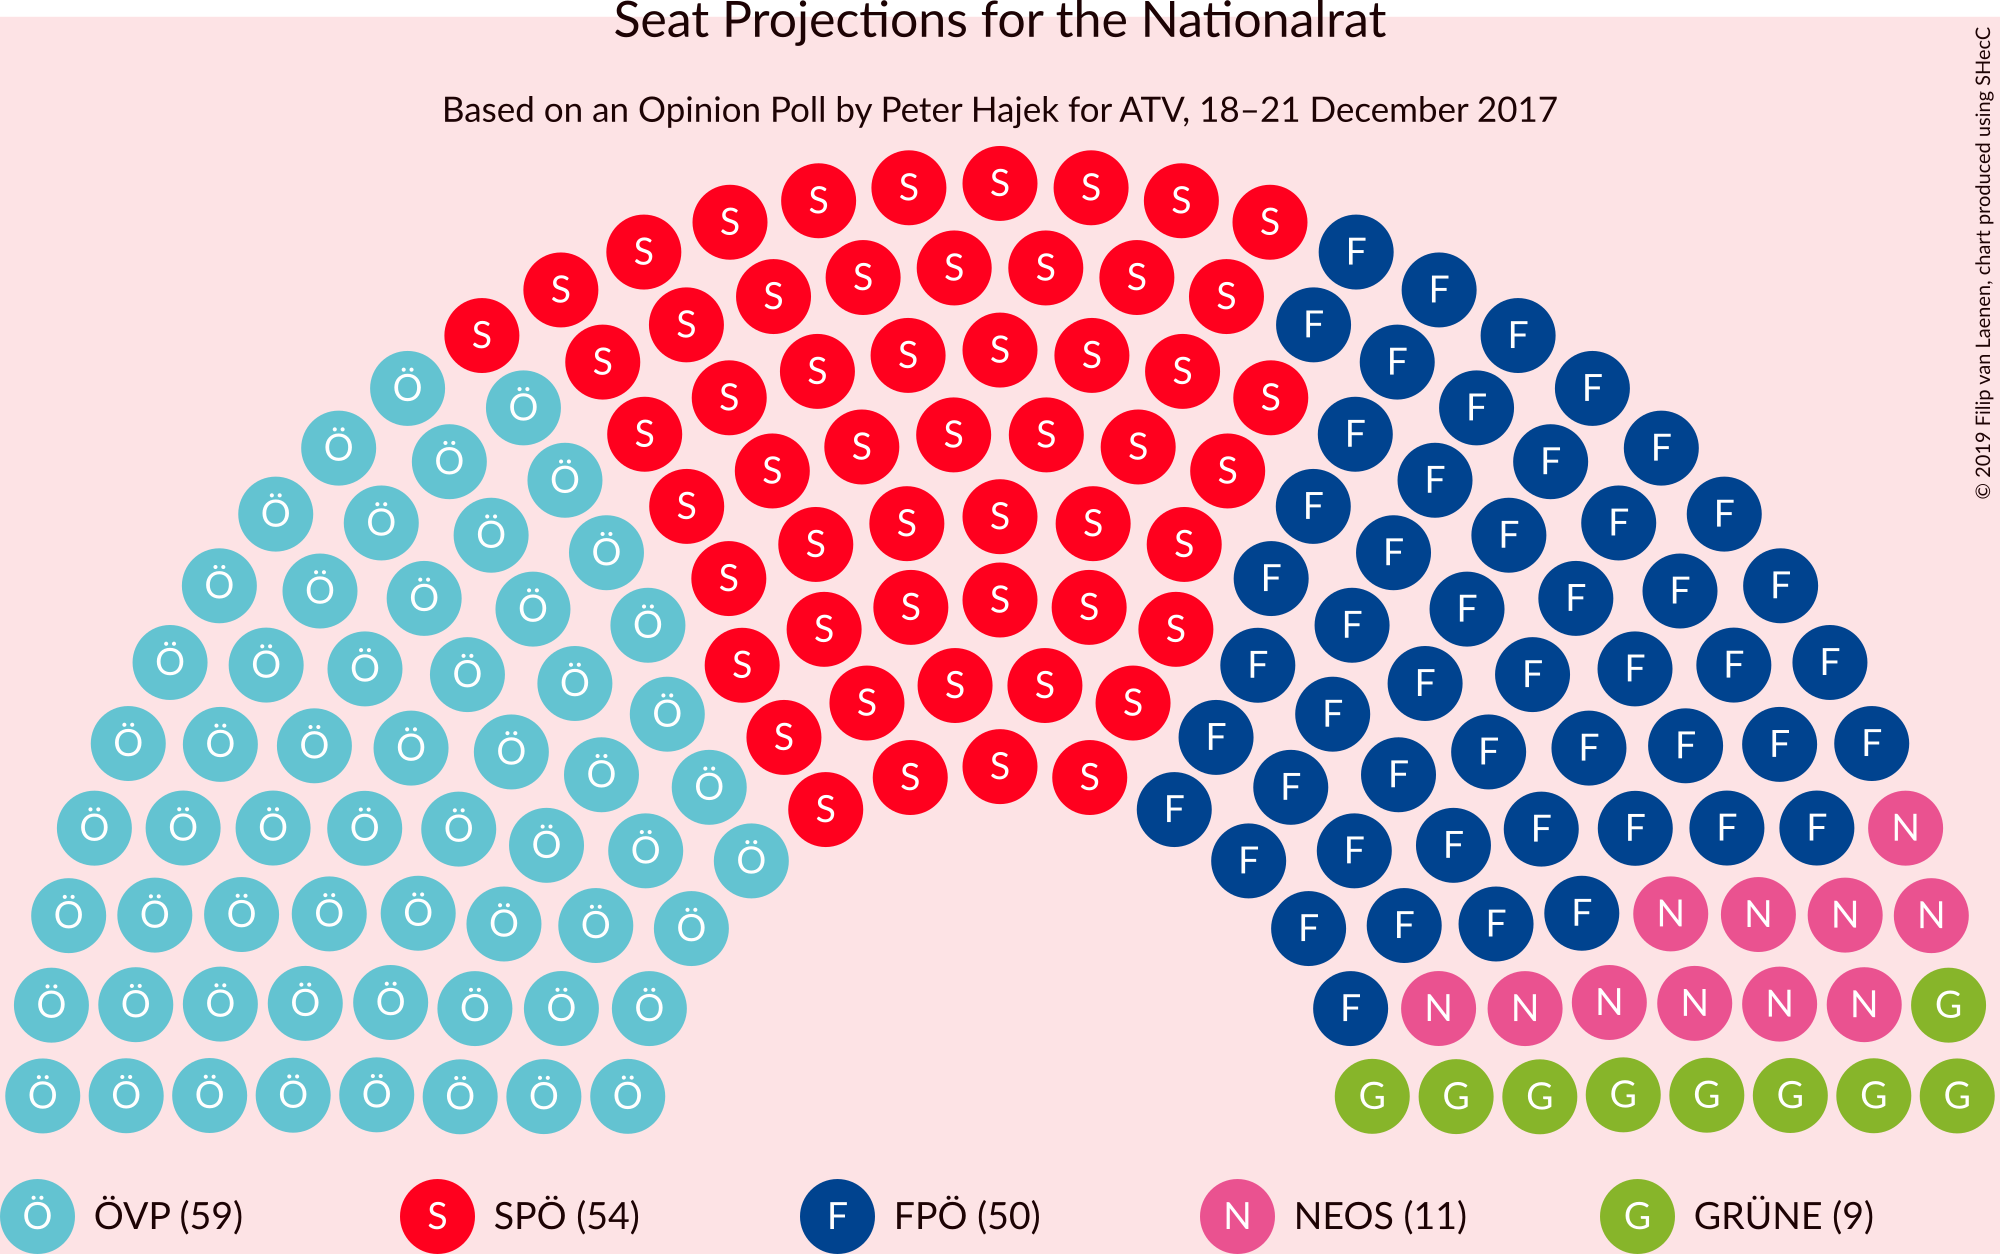 Seat Projections for the Nationalrat
Based on an Opinion Poll by Peter Hajek for ATV, 18–21 December 2017
© 2019 Filip van Laenen, chart produced using SHecC
S S S S S S S
S S S S S S S S F F
S S S S S S S S F F F
Ö Ö S S S S S S S F F F
Ö Ö Ö S S F F F
Ö Ö Ö Ö S S S S S S F F F F F
Ö Ö Ö Ö Ö S S S S S S F F F F F F
Ö Ö Ö Ö Ö Ö S S S S S F F F F F F F
Ö Ö Ö Ö Ö Ö Ö S S S S F F F F F F F F
Ö Ö Ö Ö Ö Ö Ö Ö S F F F F F F F F N
Ö Ö Ö Ö Ö Ö Ö Ö F F F F N N N N
Ö Ö Ö Ö Ö Ö Ö Ö F N N N N N N G
Ö Ö Ö Ö Ö Ö Ö Ö G G G G G G G G
Ö ÖVP (59) S SPÖ (54) F FPÖ (50) N NEOS (11) G GRÜNE (9)